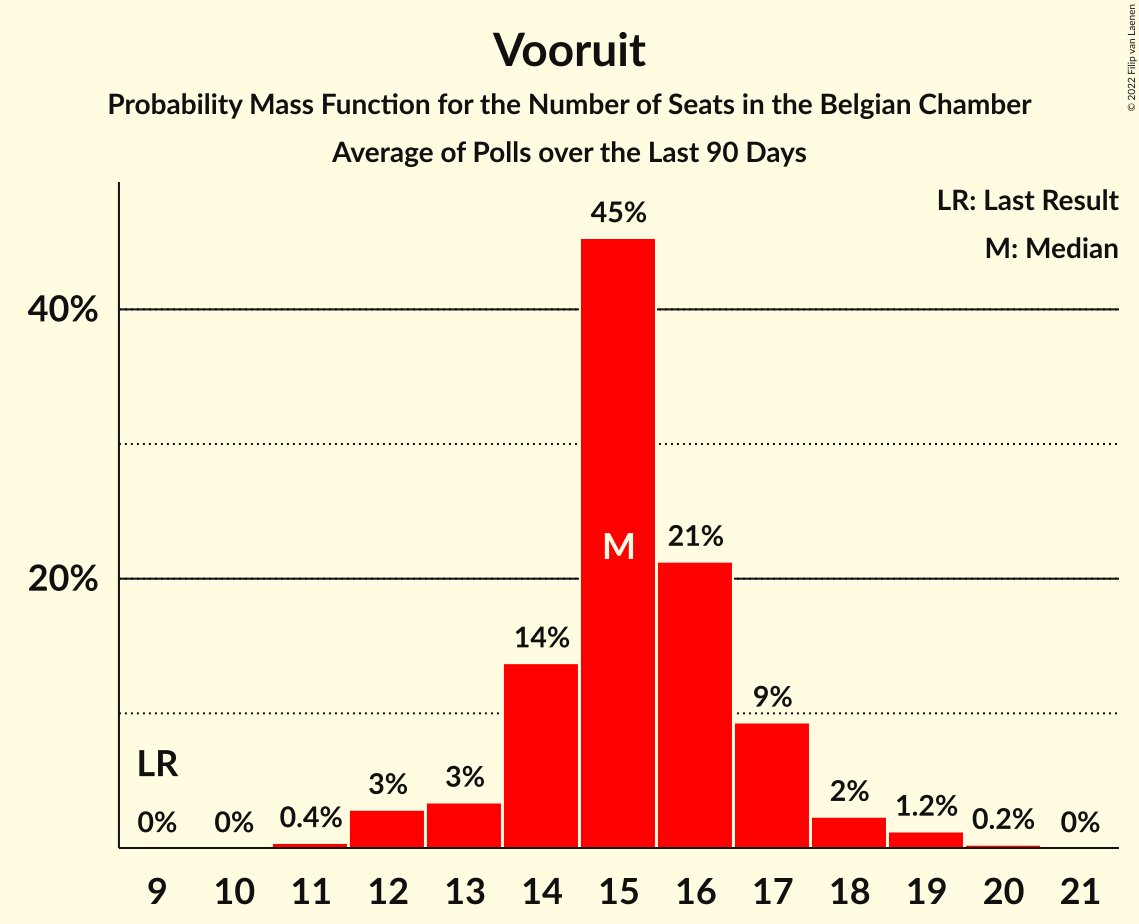 Vooruit
Probability Mass Function for the Number of Seats in the Belgian Chamber
Average of Polls over the Last 90 Days
© 2022 Filip van Laenen
LR: Last Result
M: Median
40%
20%
LR
0%
0%
0.4%
3%
3%
14%
45%
M
21%
9%
2%
1.2%
0.2%
0%
9 10 11 12 13 14 15 16 17 18 19 20 21